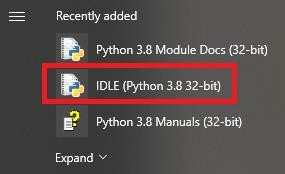 Recently added
Python 3.8 Module Docs (32-bit)
IDLE (Python 3.8 32-bit)
Python 3.8 Manuals (32-bit)
Expand